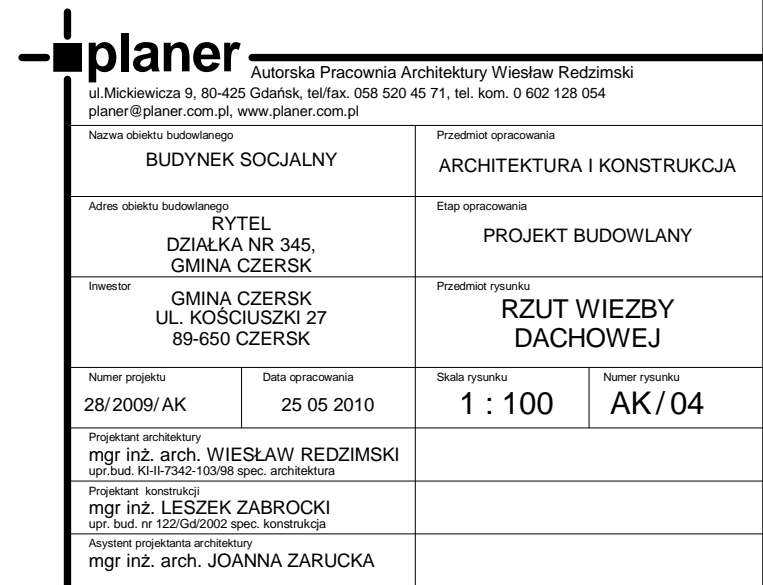 planer
Autorska Pracownia Architektury Wiesław Redzimski
ul.Mickiewicza 9, 80-425 Gdańsk, tel/fax. 058 520 45 71, tel. kom. 0 602 128 054
planer@planer.com.pl, www.planer.com.pl
Nazwa obiektu budowlanego
BUDYNEK SOCJALNY
Przedmiot opracowania
ARCHITEKTURA I KONSTRUKCJA
Adres obiektu budowlanego
RYTEL
DZIAŁKA NR 345,
GMINA CZERSK
Etap opracowania
PROJEKT BUDOWLANY
Inwestor
GMINA CZERSK
UL. KOŚCIUSZKI 27
89-650 CZERSK
Przedmiot rysunku
RZUT WIEZBY
DACHOWEJ
Numer projektu
28/2009/AK
Data opracowania
25 05 2010
Skala rysunku
1 : 100
Numer rysunku
AK/04
Projektant architektury
mgr inż. arch. WIESŁAW REDZIMSKI
upr.bud. KI-II-7342-103/98 spec. architektura
Projektant konstrukcji
mgr inż. LESZEK ZABROCKI
upr. bud. nr 122/Gd/2002 spec. konstrukcja
Asystent projektanta architektury
mgr inż. arch. JOANNA ZARUCKA